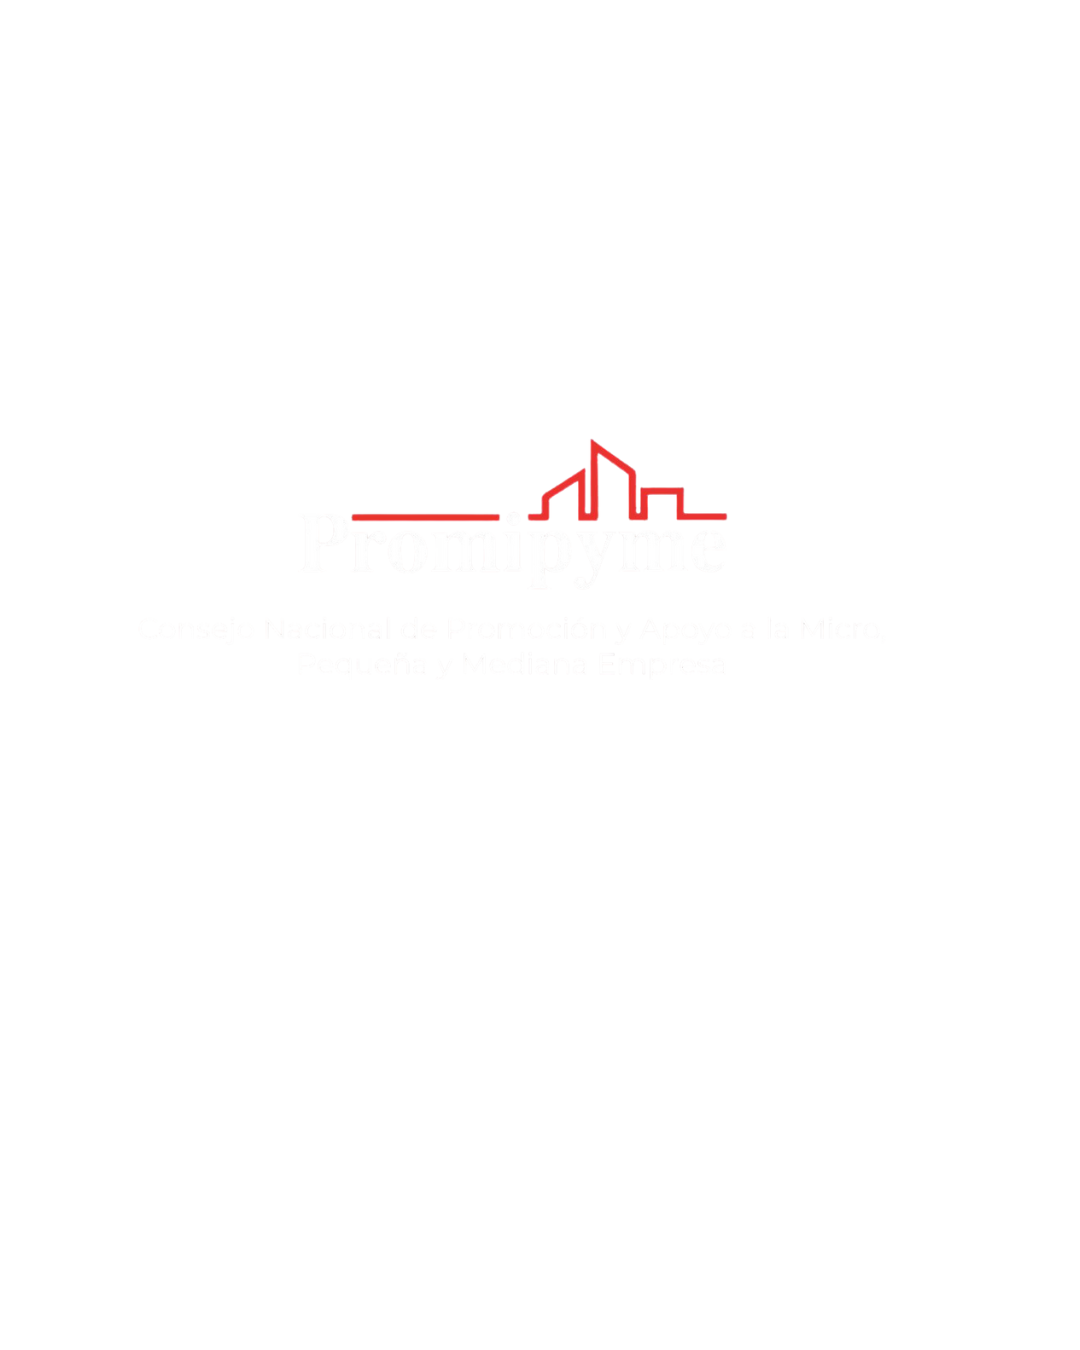 Promipyme
Consejo Nacional de Promoción y Apoyo a la Micro
Pequeña y Mediana Empresa